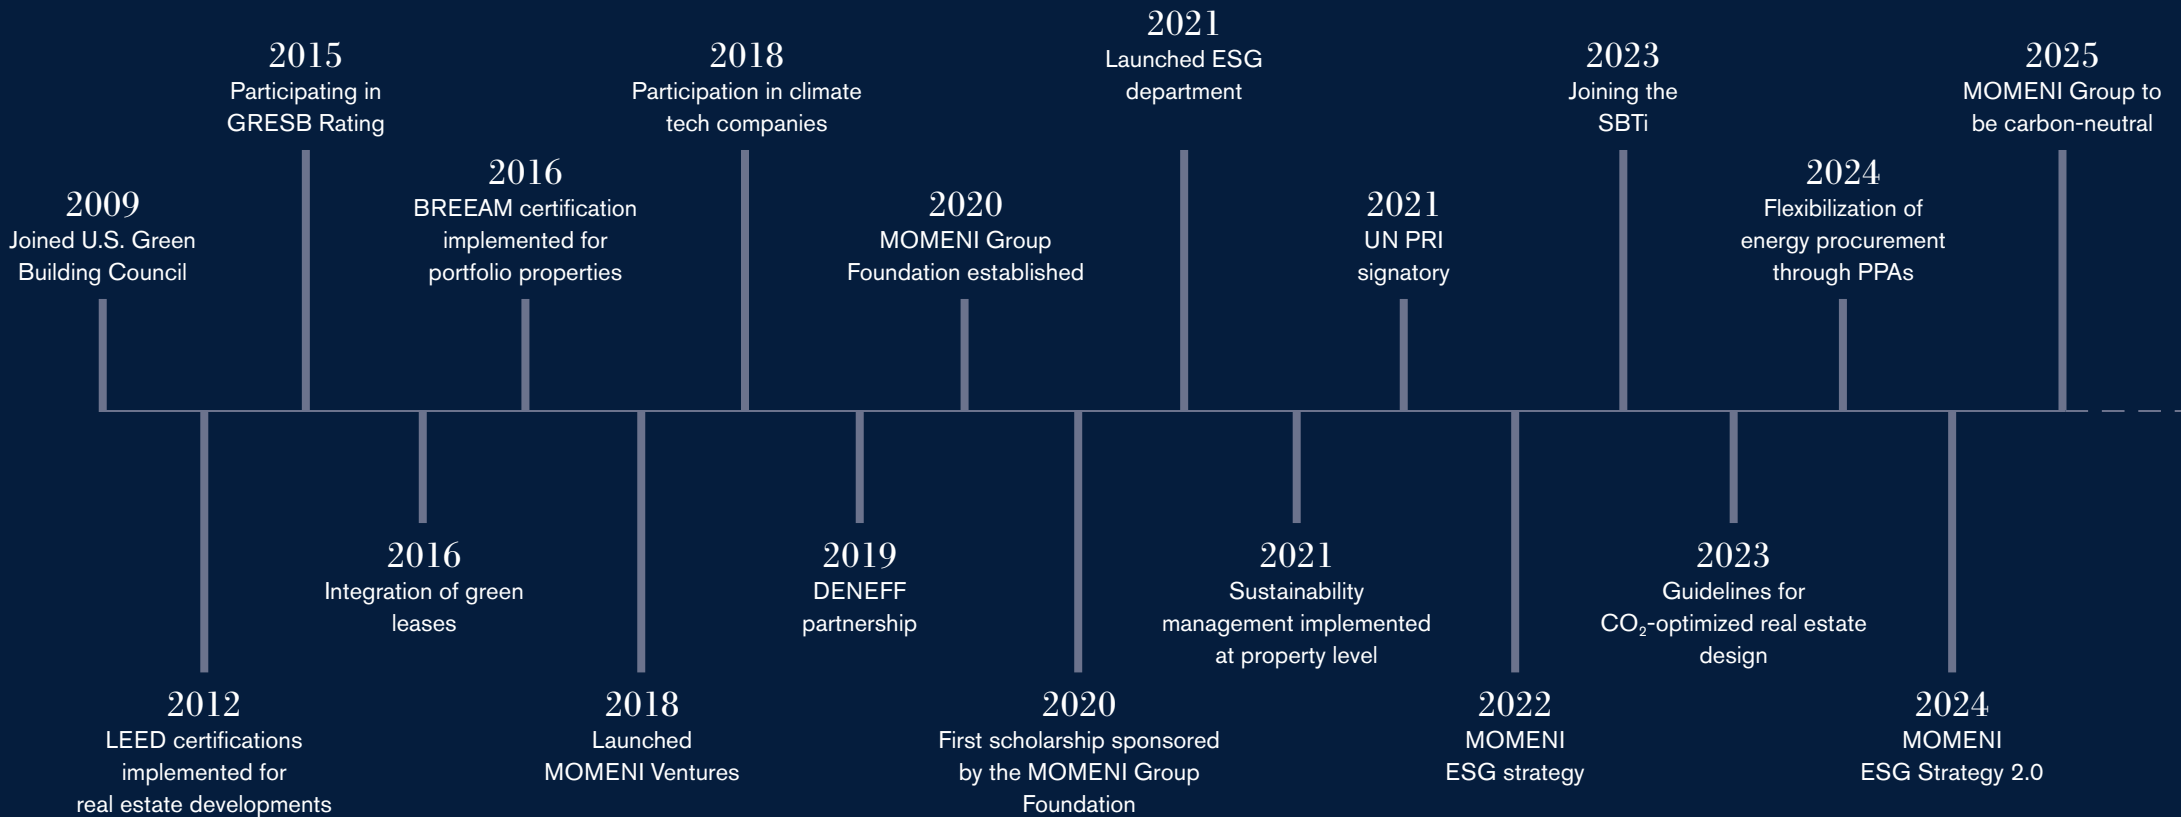 2009
Joined U.S. Green
Building Council
2012
LEED certifications
implemented for
real estate developments
2015
Participating in
GRESB Rating
2016
Integration of green
leases
2016
BREEAM certification
implemented for
portfolio properties
2018
Launched
MOMENI Ventures
2018
Participation in climate
tech companies
2019
DENEFF
partnership
2020
MOMENI Group
Foundation established
2020
First scholarship sponsored
by the MOMENI Group
Foundation
2021
Launched ESG
department
2021
Sustainability
management implemented
at property level
2021
UN PRI
signatory
2022
MOMENI
ESG strategy
2023
Joining the
SBTi
2023
Guidelines for
CO₂-optimized real estate
design
2024
Flexibilization of
energy procurement
through PPAs
2024
MOMENI
ESG Strategy 2.0
2025
MOMENI Group to
be carbon-neutral